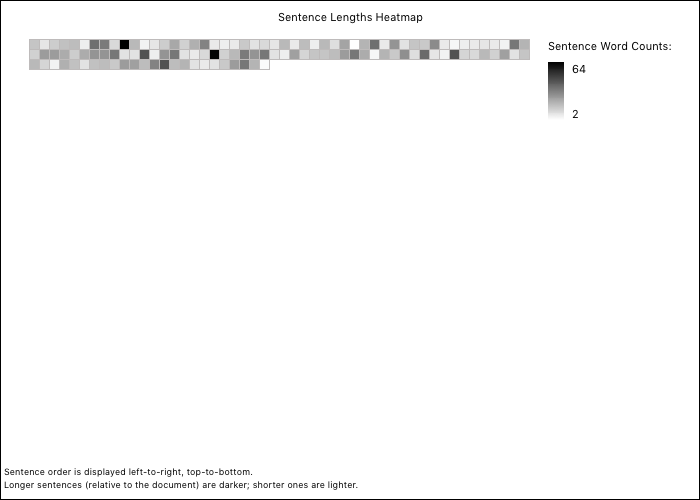 Sentence Lengths Heatmap
Sentence Word Counts:
64
2
Sentence order is displayed left-to-right, top-to-bottom.
Longer sentences (relative to the document) are darker; shorter ones are lighter.